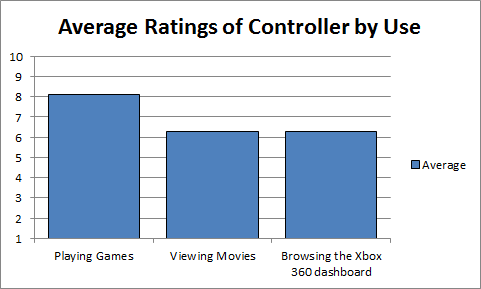 Average Ratings of Controller by Use
10
9
8
7
6
5
4
3
2
1
Playing Games
Viewing Movies
Browsing the Xbox
360 dashboard
Average